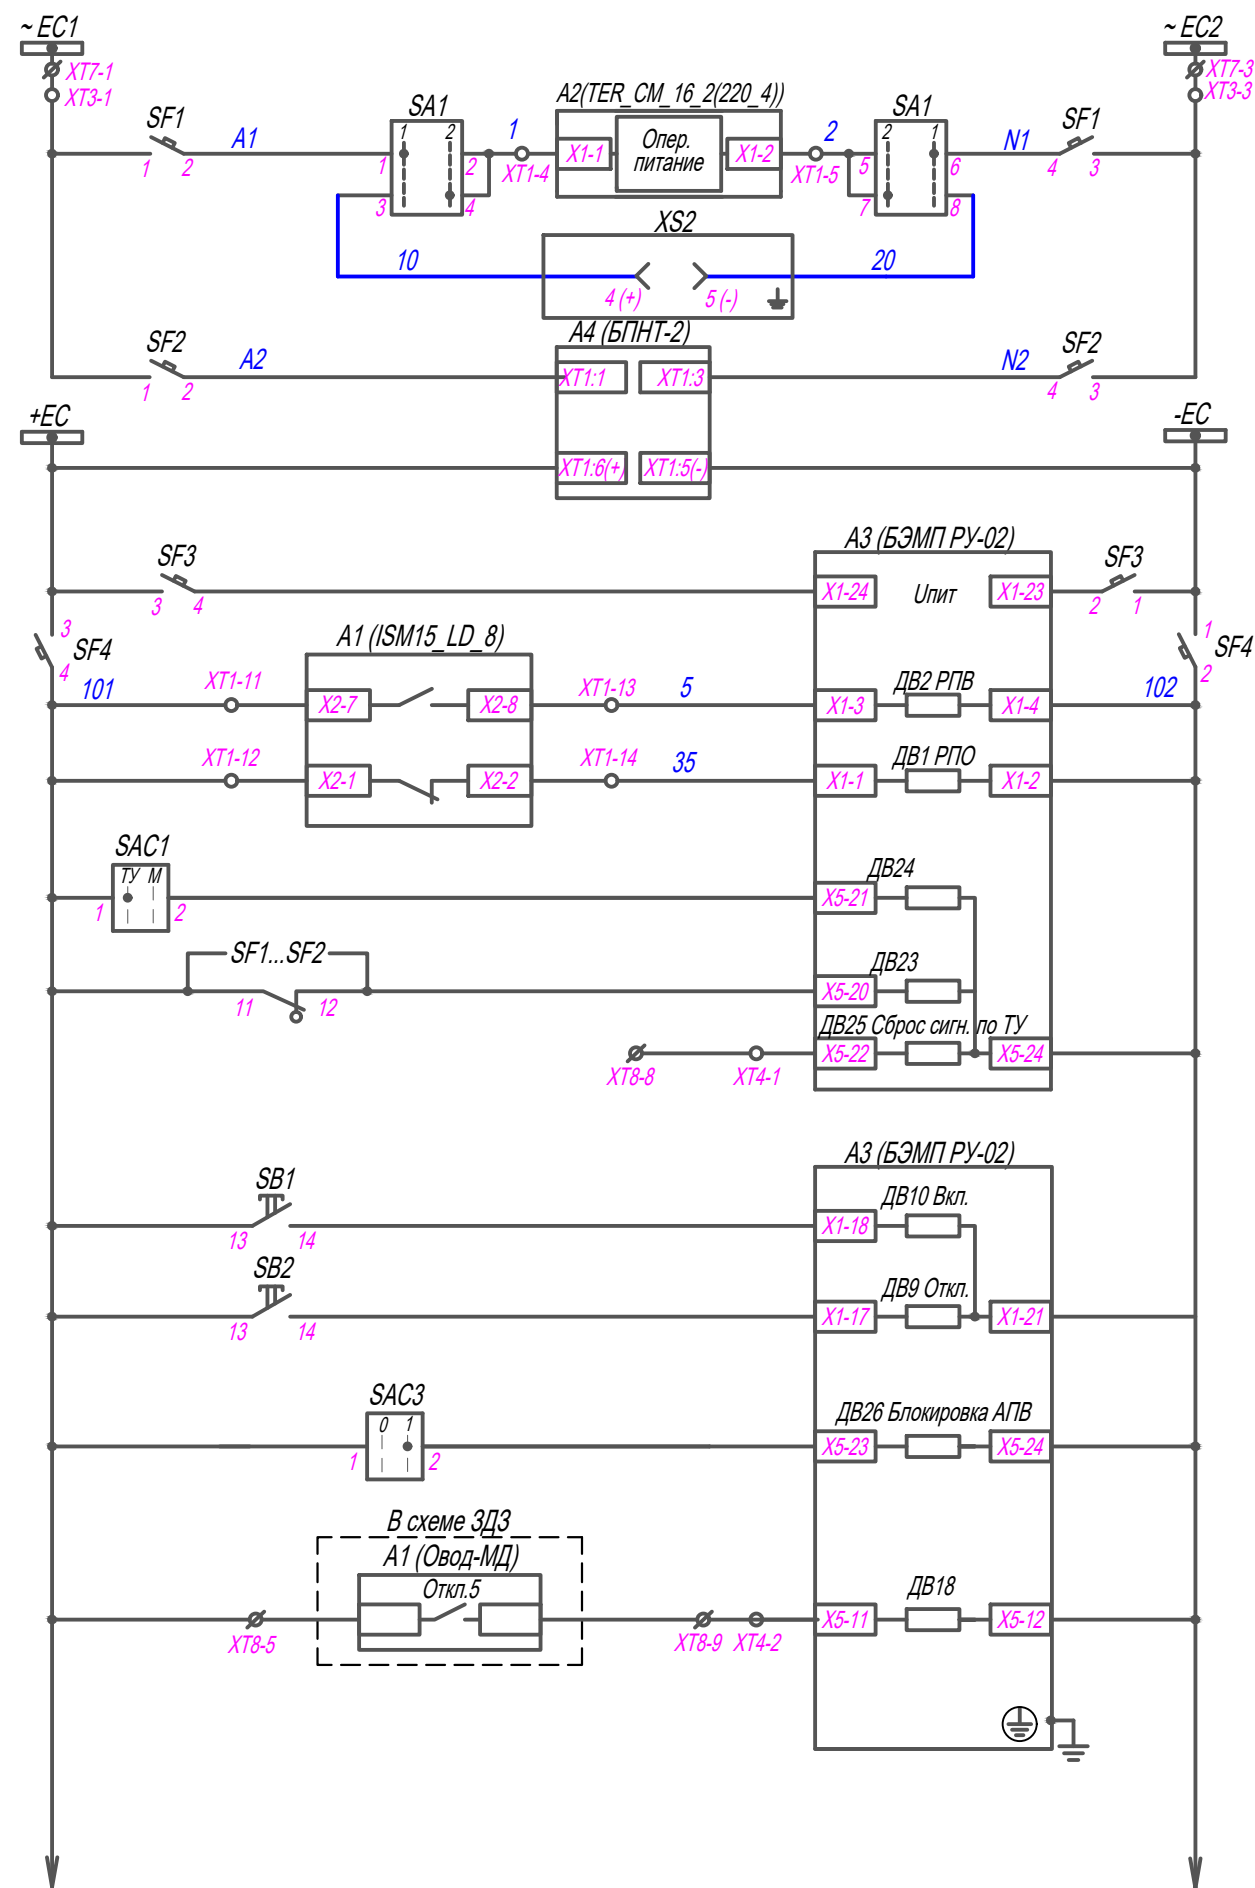 ~ EC1
~ EC2
XT7-1
XT3-1
XT7-3
XT3-3
A2(TER_CM_16_2(220_4))
SF1
A1
SA1
1
2
SA1
N1
SF1
1
2
1
2
3
4
X1-1
Опер.
питание
X1-2
XT1-4
XT1-5
2
1
5
6
7
8
4
3
XS2
10
20
4 (+)
5 (-)
A4 (БПНТ-2)
SF2
A2
N2
SF2
1
2
XT1:1
XT1:3
4
3
+EC
-EC
XT1:6(+)
XT1:5(-)
A3 (БЭМП РУ-02)
SF3
SF3
3
4
X1-24
Uпит
X1-23
2
1
3
SF4
4
1
SF4
2
A1 (ISM15_LD_8)
101
XT1-11
X2-7
X2-8
XT1-13
5
ДВ2 РПВ
X1-3
X1-4
102
XT1-12
X2-1
X2-2
XT1-14
35
ДВ1 РПО
X1-1
X1-2
SAC1
ТУ М
1
2
ДВ24
X5-21
SF1...SF2
11
12
ДВ23
X5-20
ДВ25 Сброс сигн. по ТУ
X5-22
X5-24
XT8-8
XT4-1
A3 (БЭМП РУ-02)
SB1
13
14
ДВ10 Вкл.
X1-18
SB2
13
14
ДВ9 Откл.
X1-17
X1-21
SAC3
0 1
1
2
ДВ26 Блокировка АПВ
X5-23
X5-24
В схеме ЗДЗ
A1 (Овод-МД)
Откл.5
XT8-5
XT8-9
XT4-2
ДВ18
X5-11
X5-12